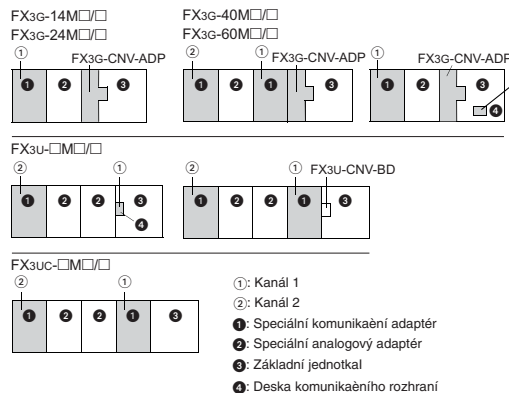 FX3G-14M□/□
FX3G-24M□/□
FX3G-40M□/□
FX3G-60M□/□
① FX3G-CNV-ADP
② ① FX3G-CNV-ADP
① FX3G-CNV-ADP
❶ ❷ ❸
❶ ❷ ❶ ❸
❶ ❷ ❸
❹
FX3U-□M□/□
② ①
② ① FX3U-CNV-BD
❶ ❷ ❷ ❸
❹
❶ ❷ ❷ ❶ ❸
FX3UC-□M□/□
② ①
❶ ❷ ❷ ❶ ❸
①: Kanál 1
②: Kanál 2
❶: Speciální komunikaèní adaptér
❷: Speciální analogový adaptér
❸: Základní jednotkal
❹: Deska komunikaèního rozhraní